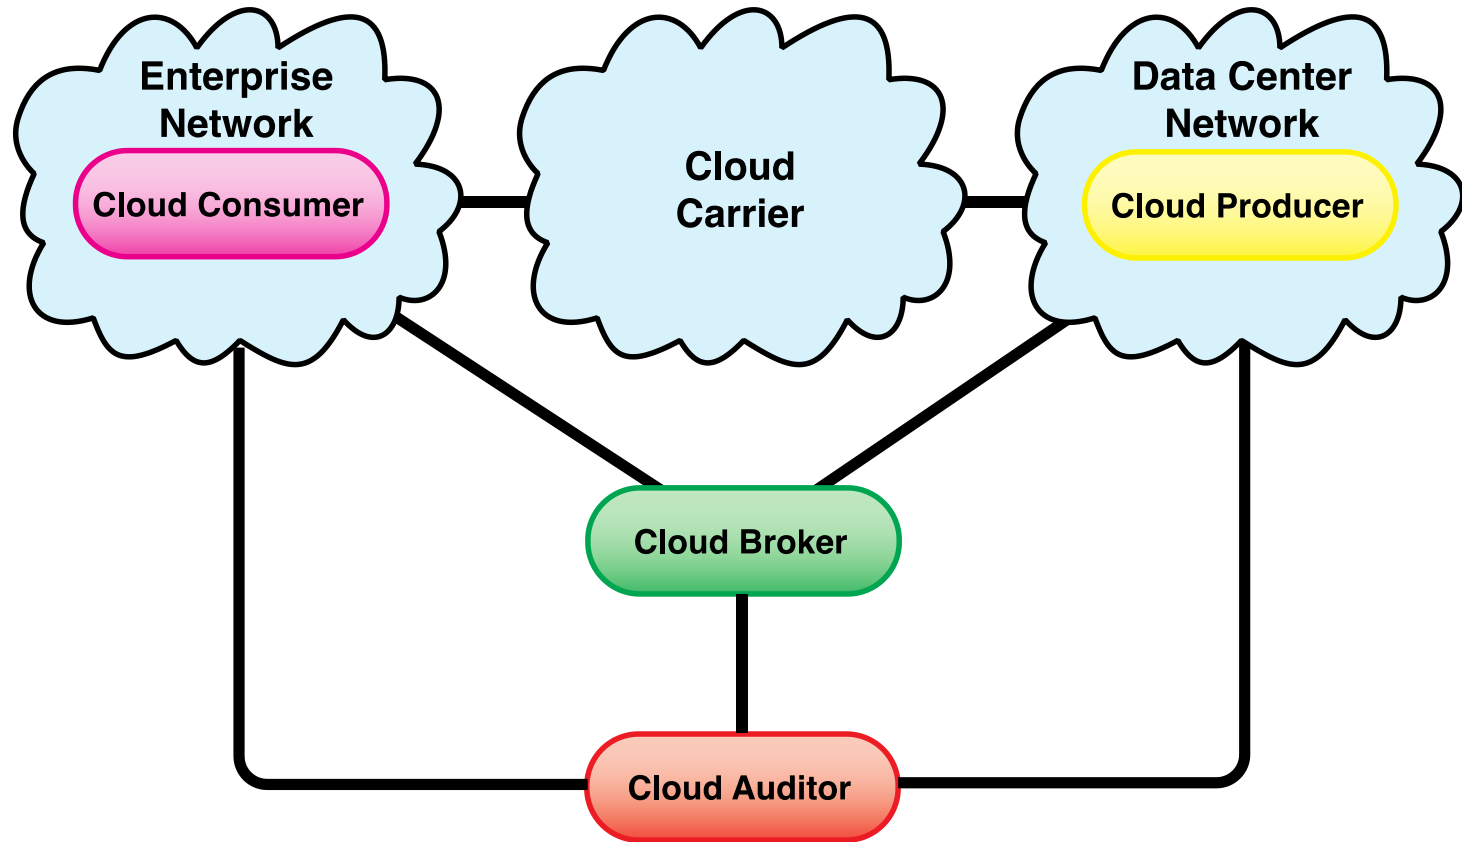 Enterprise
Network
Cloud Consumer
Cloud
Carrier
Data Center
Network
Cloud Producer
Cloud Broker
Cloud Auditor